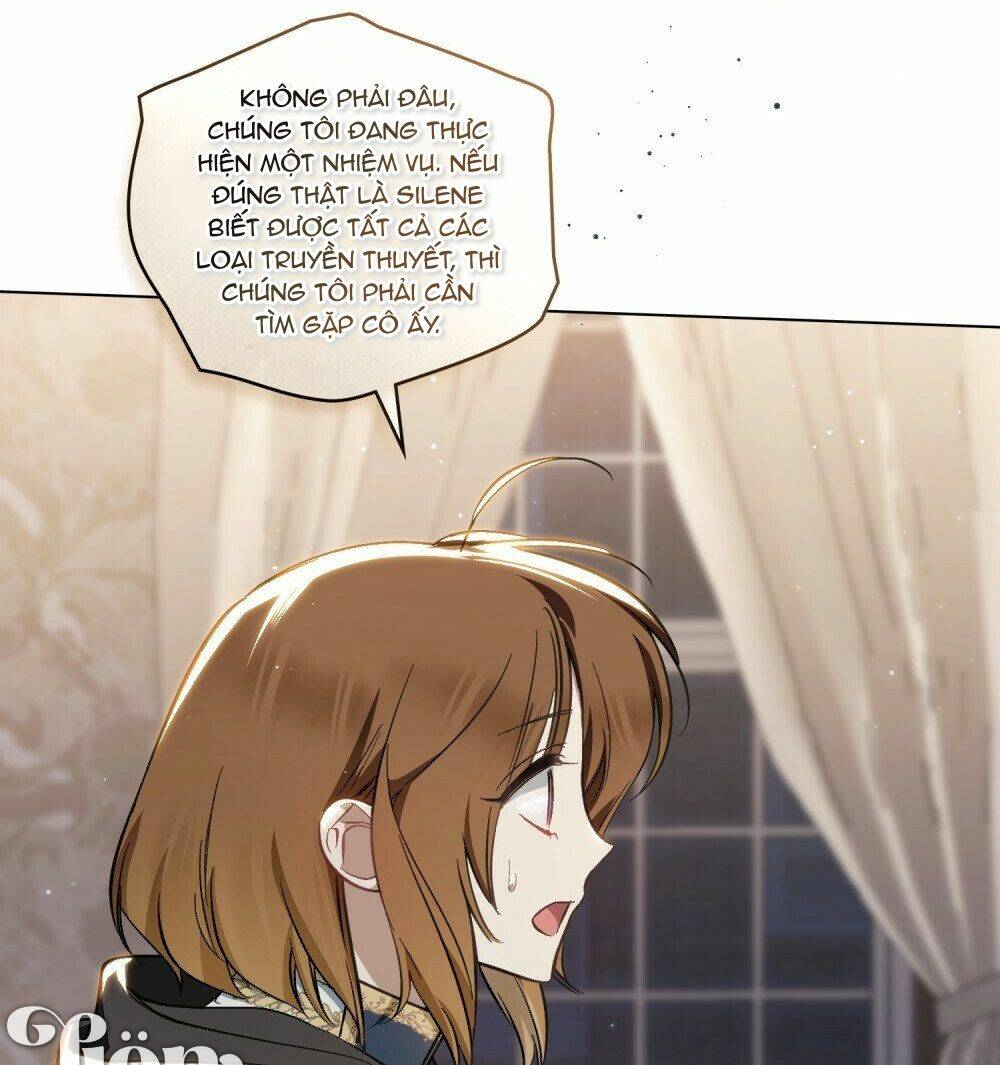 KHÔNG PHẢI ĐÂU,
CHÚNG TÔI ĐANG THỰC
HIỆN MỘT NHIỆM VỤ. NẾU
ĐÚNG THẬT LÀ SILENE
BIẾT ĐƯỢC TẤT CẢ CÁC
LOẠI TRUYỀN THUYẾT, THÌ
CHÚNG TÔI PHẢI CẦN
TÌM GẶP CÔ ẤY.